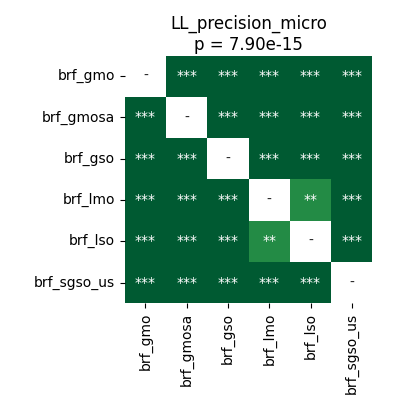 LL_precision_micro
p = 7.90e-15
brf_gmo - *** *** *** *** ***
brf_gmosa *** - *** *** *** ***
brf_gso *** *** - *** *** ***
brf_lmo *** *** *** - ** ***
brf_lso *** *** *** ** - ***
brf_sgso_us *** *** *** *** *** -
brf_gmo brf_gmosa brf_gso brf_lmo brf_lso brf_sgso_us